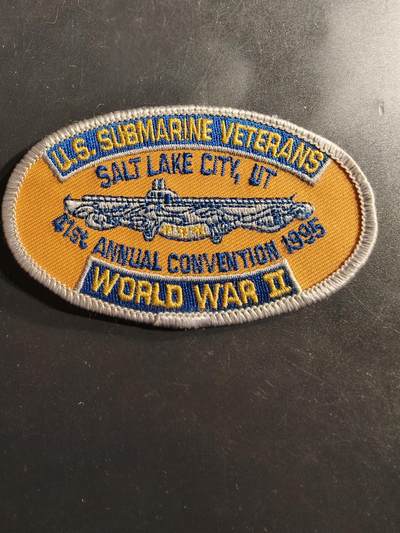 U.S. SUBMARINE VETERANS
SALT LAKE CITY, UT
41st ANNUAL CONVENTION 1995
WORLD WAR II